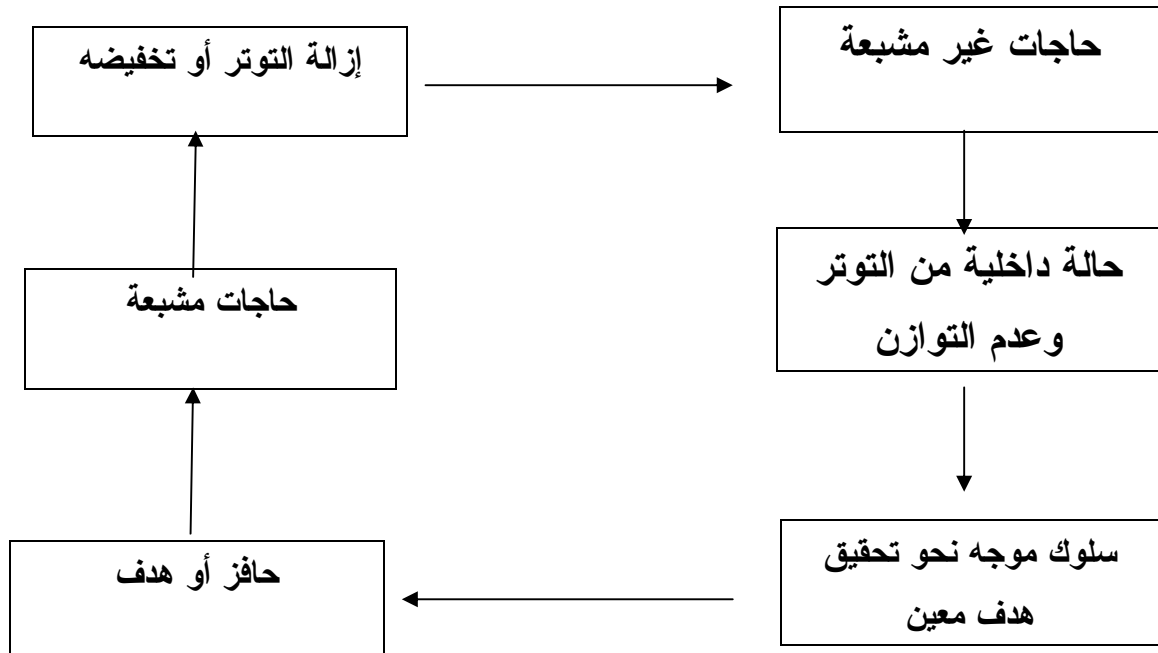 حاجات غير مشبعة
إزالة التوتر أو تخفيضه
حالة داخلية من التوتر
وعدم التوازن
حاجات مشبعة
سلوك موجه نحو تحقيق
هدف معين
حافز أو هدف